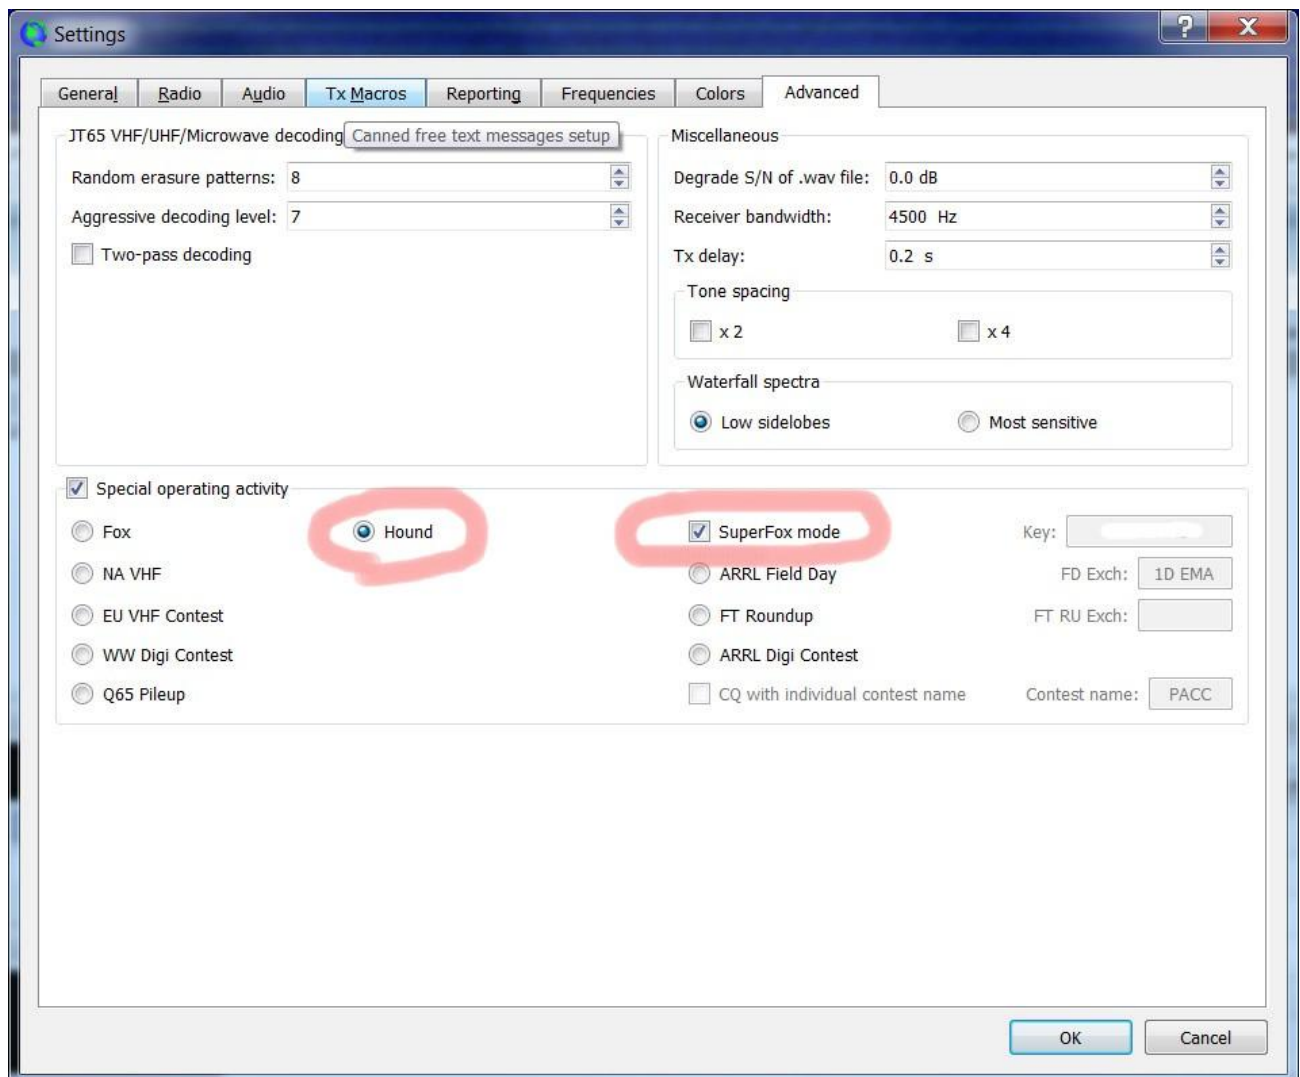 Settings
General Radio Audio Tx Macros Reporting Frequencies Colors Advanced
JT65 VHF/UHF/Microwave decoding
Canned free text messages setup
Random erasure patterns: 8
Aggressive decoding level: 7
Two-pass decoding
Miscellaneous
Degrade S/N of .wav file: 0.0 dB
Receiver bandwidth: 4500 Hz
Tx delay: 0.2 s
Tone spacing
x 2 x 4
Waterfall spectra
Low sidelobes Most sensitive
Special operating activity
Fox Hound SuperFox mode Key:
NA VHF ARRL Field Day FD Exch: 1D EMA
EU VHF Contest FT Roundup FT RU Exch:
WW Digi Contest ARRL Digi Contest
Q65 Pileup CQ with individual contest name Contest name: PACC
OK Cancel